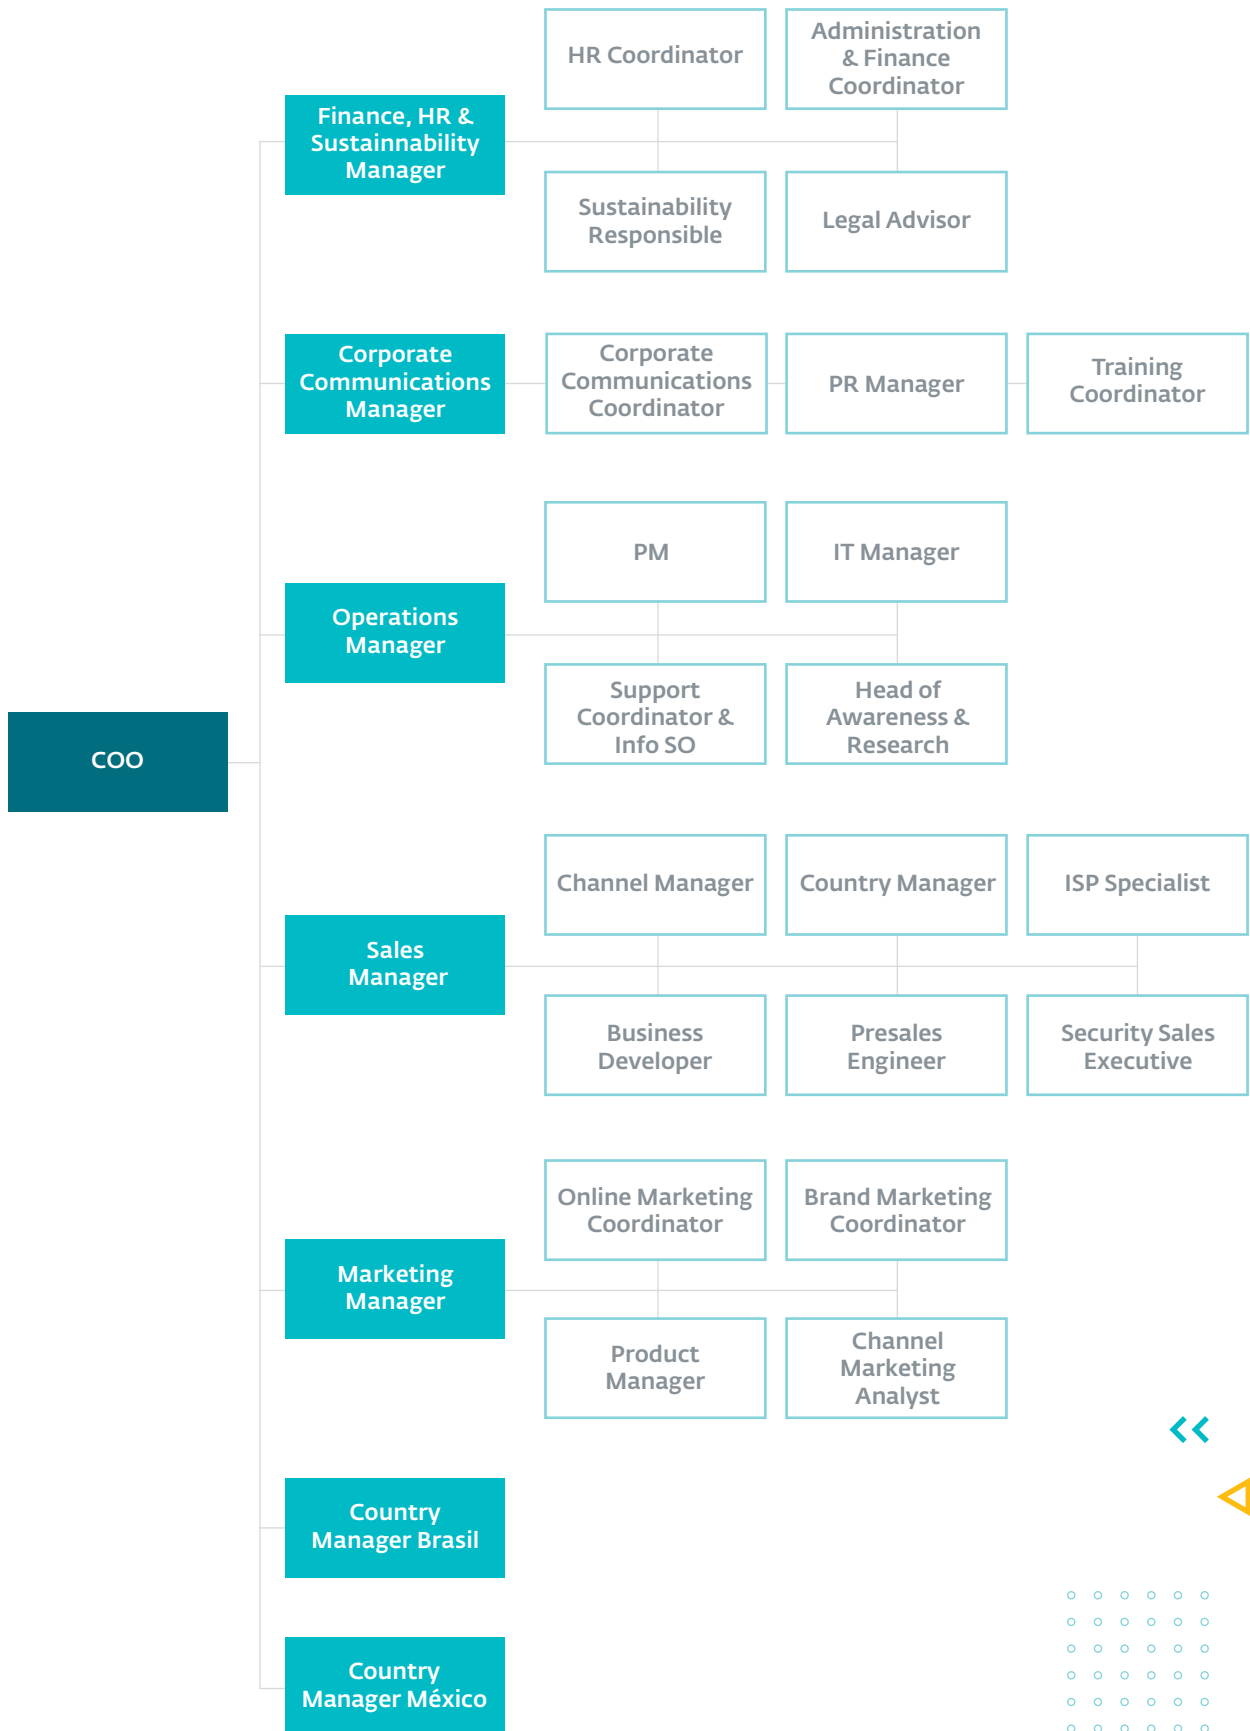 HR Coordinator
Administration
& Finance
Coordinator
Finance, HR &
Sustainnability
Manager
Sustainability
Responsible
Legal Advisor
Corporate
Communications
Manager
Corporate
Communications
Coordinator
PR Manager
Training
Coordinator
PM
IT Manager
Operations
Manager
Support
Coordinator &
Info SO
Head of
Awareness &
Research
COO
Channel Manager
Country Manager
ISP Specialist
Sales
Manager
Business
Developer
Presales
Engineer
Security Sales
Executive
Online Marketing
Coordinator
Brand Marketing
Coordinator
Marketing
Manager
Product
Manager
Channel
Marketing
Analyst
Country
Manager Brasil
Country
Manager México